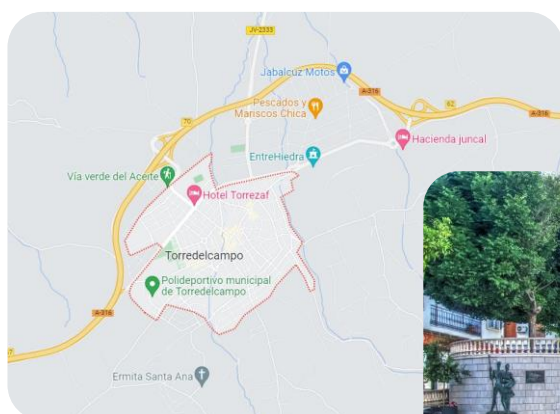 JV-2333
Jabalcuz Motos
A-316
62
A-316
Pescados y
Mariscos Chica
70
Hacienda juncal
EntreHiedra
Vía verde del Aceite
Hotel Torrezaf
Torredelcampo
Polideportivo municipal
de Torredelcampo
A-316
Ermita Santa Ana